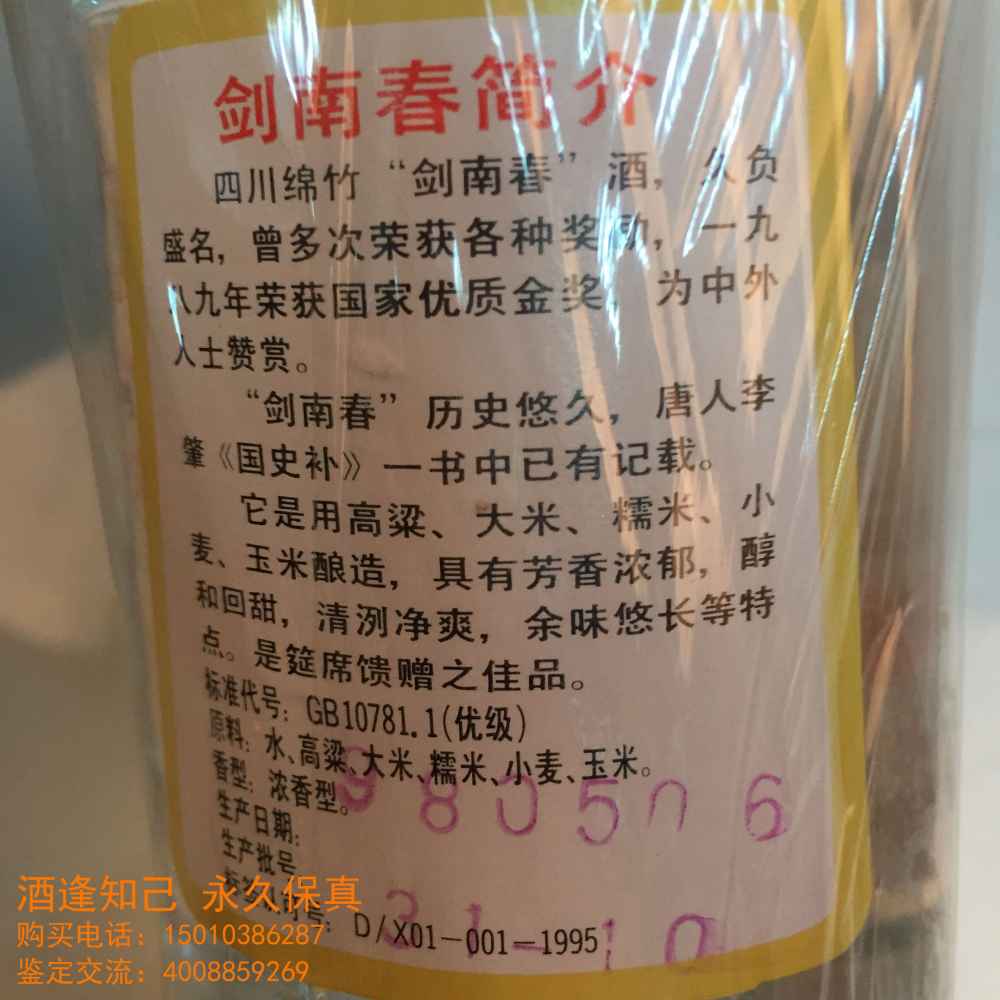 剑南春简介
四川绵竹“剑南春”酒，久负
盛名，曾多次荣获各种奖励，一九
八九年荣获国家优质金奖，为中外
人士赞赏。
“剑南春”历史悠久，唐人李
肇《国史补》一书中已有记载。
它是用高粱、大米、糯米、小
麦、玉米酿造，具有芳香浓郁，醇
和回甜，清洌净爽，余味悠长等特
点。是筵席馈赠之佳品。
标准代号：GB10781.1(优级)
原料：水、高粱、大米、糯米、小麦、玉米。
香型：浓香型。
980506
生产日期：
生产批号
号：D/X01-001-1995
31-10
酒逢知己 永久保真
购买电话：15010386287
鉴定交流：4008859269